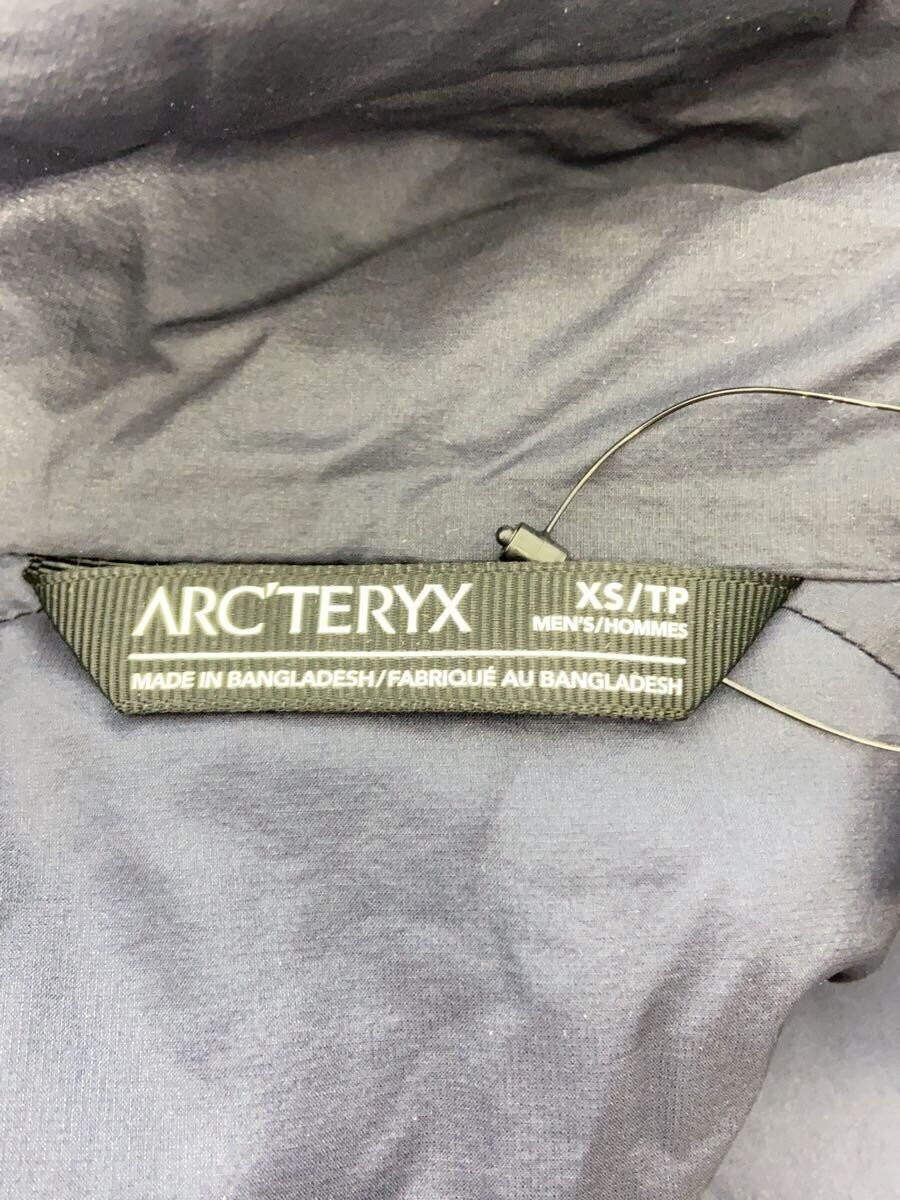 ARC'TERYX
XS/TP
MEN'S/HOMMES
MADE IN BANGLADESH/FABRIQUÉ AU BANGLADESH